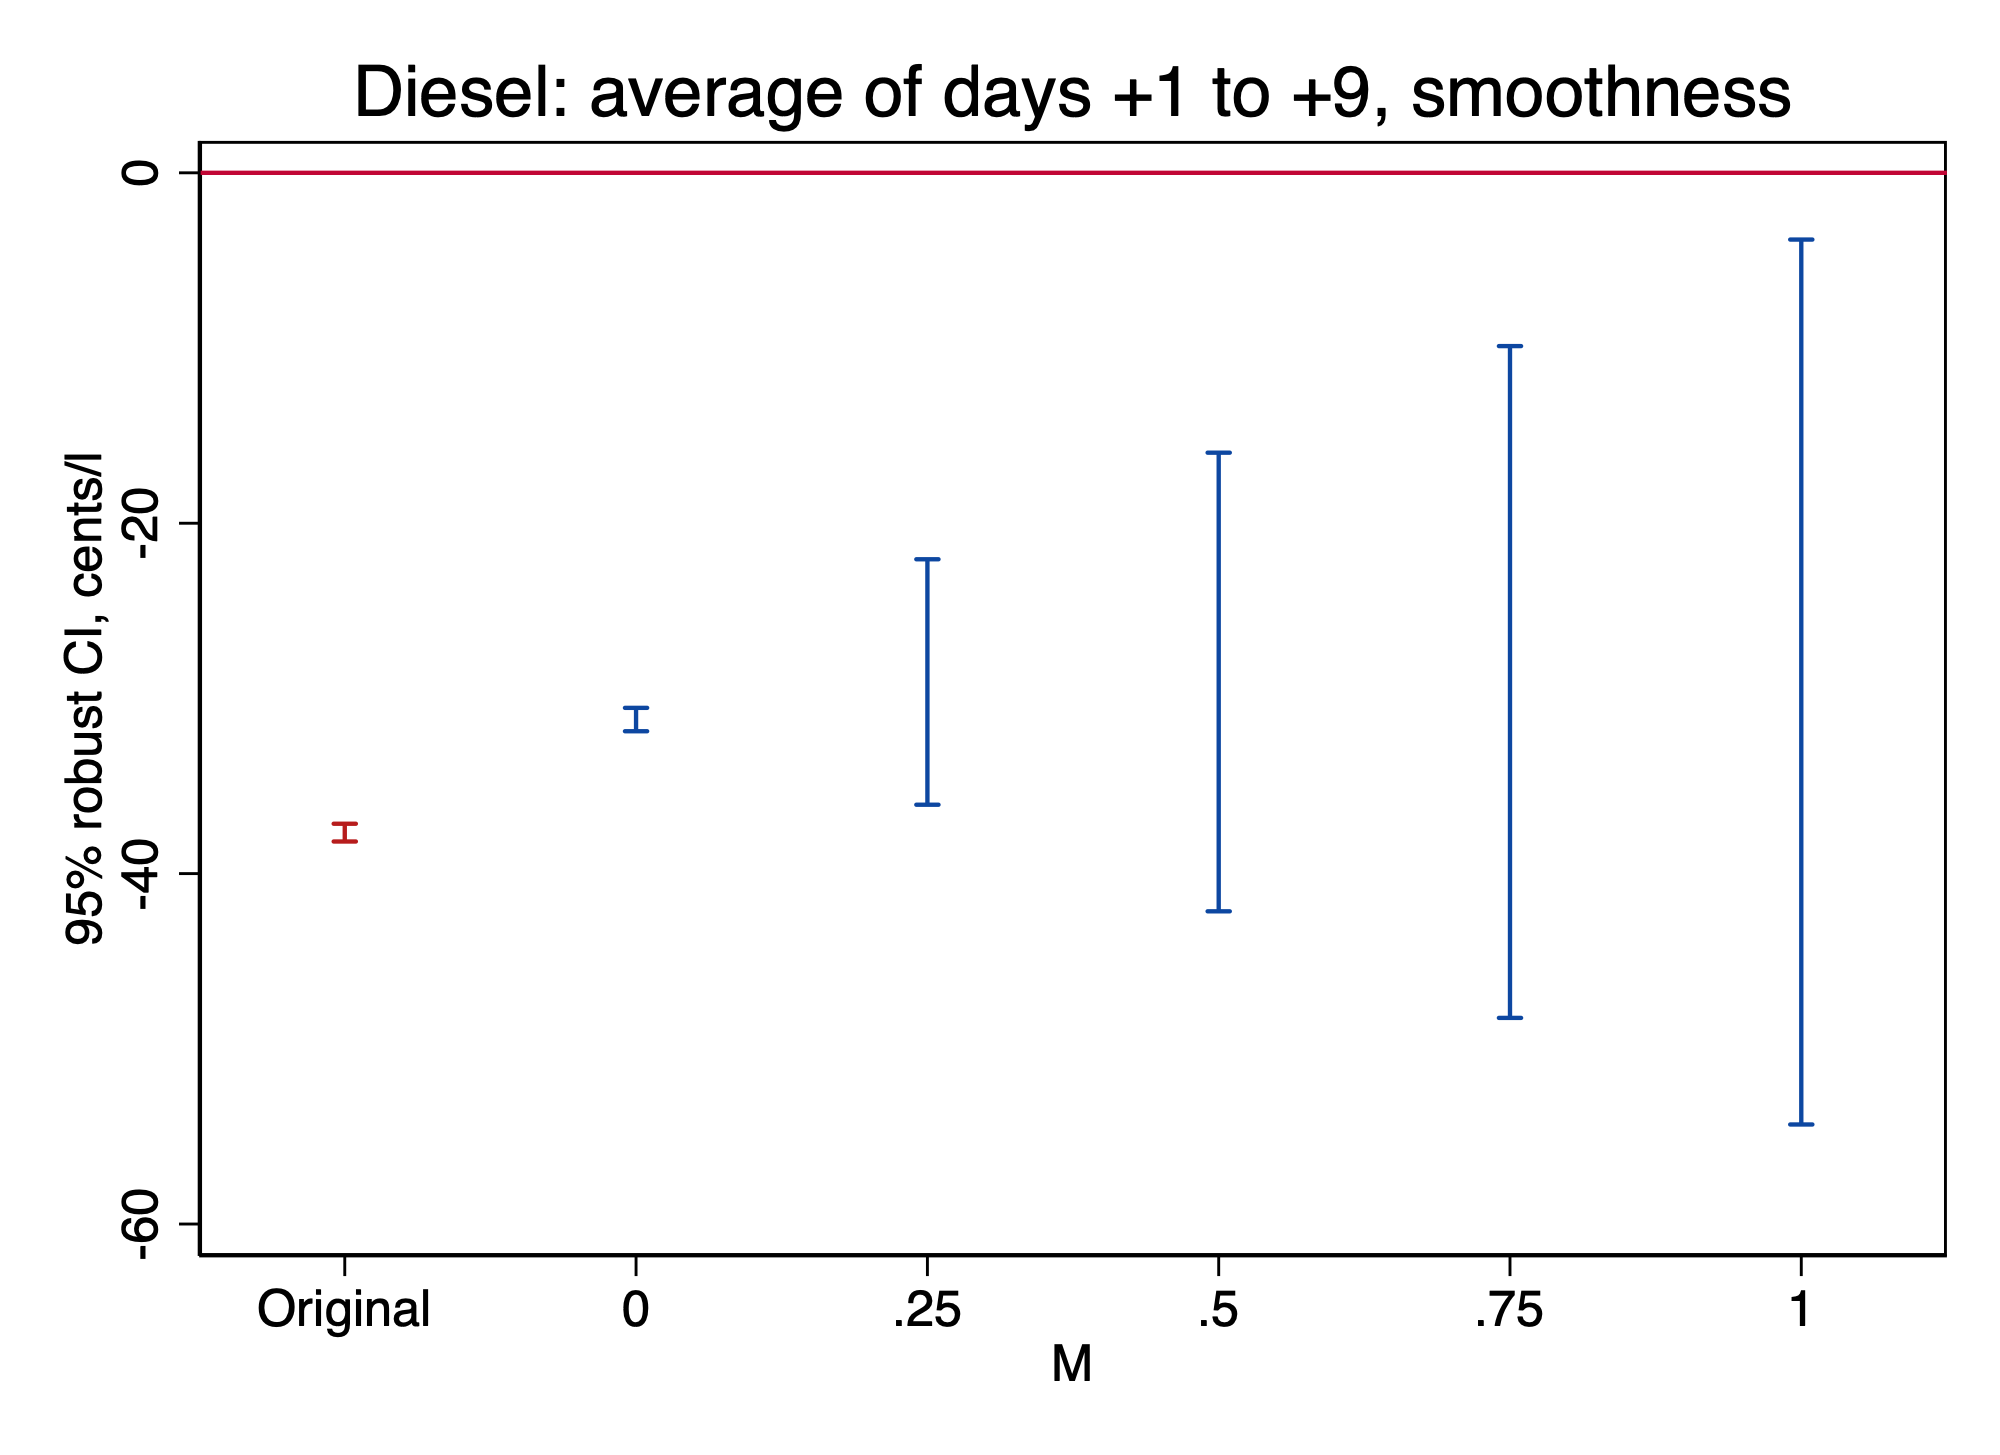 Diesel: average of days +1 to +9, smoothness
95% robust CI, cents/l
0
-20
-40
-60
Original
0
.25
.5
.75
1
M